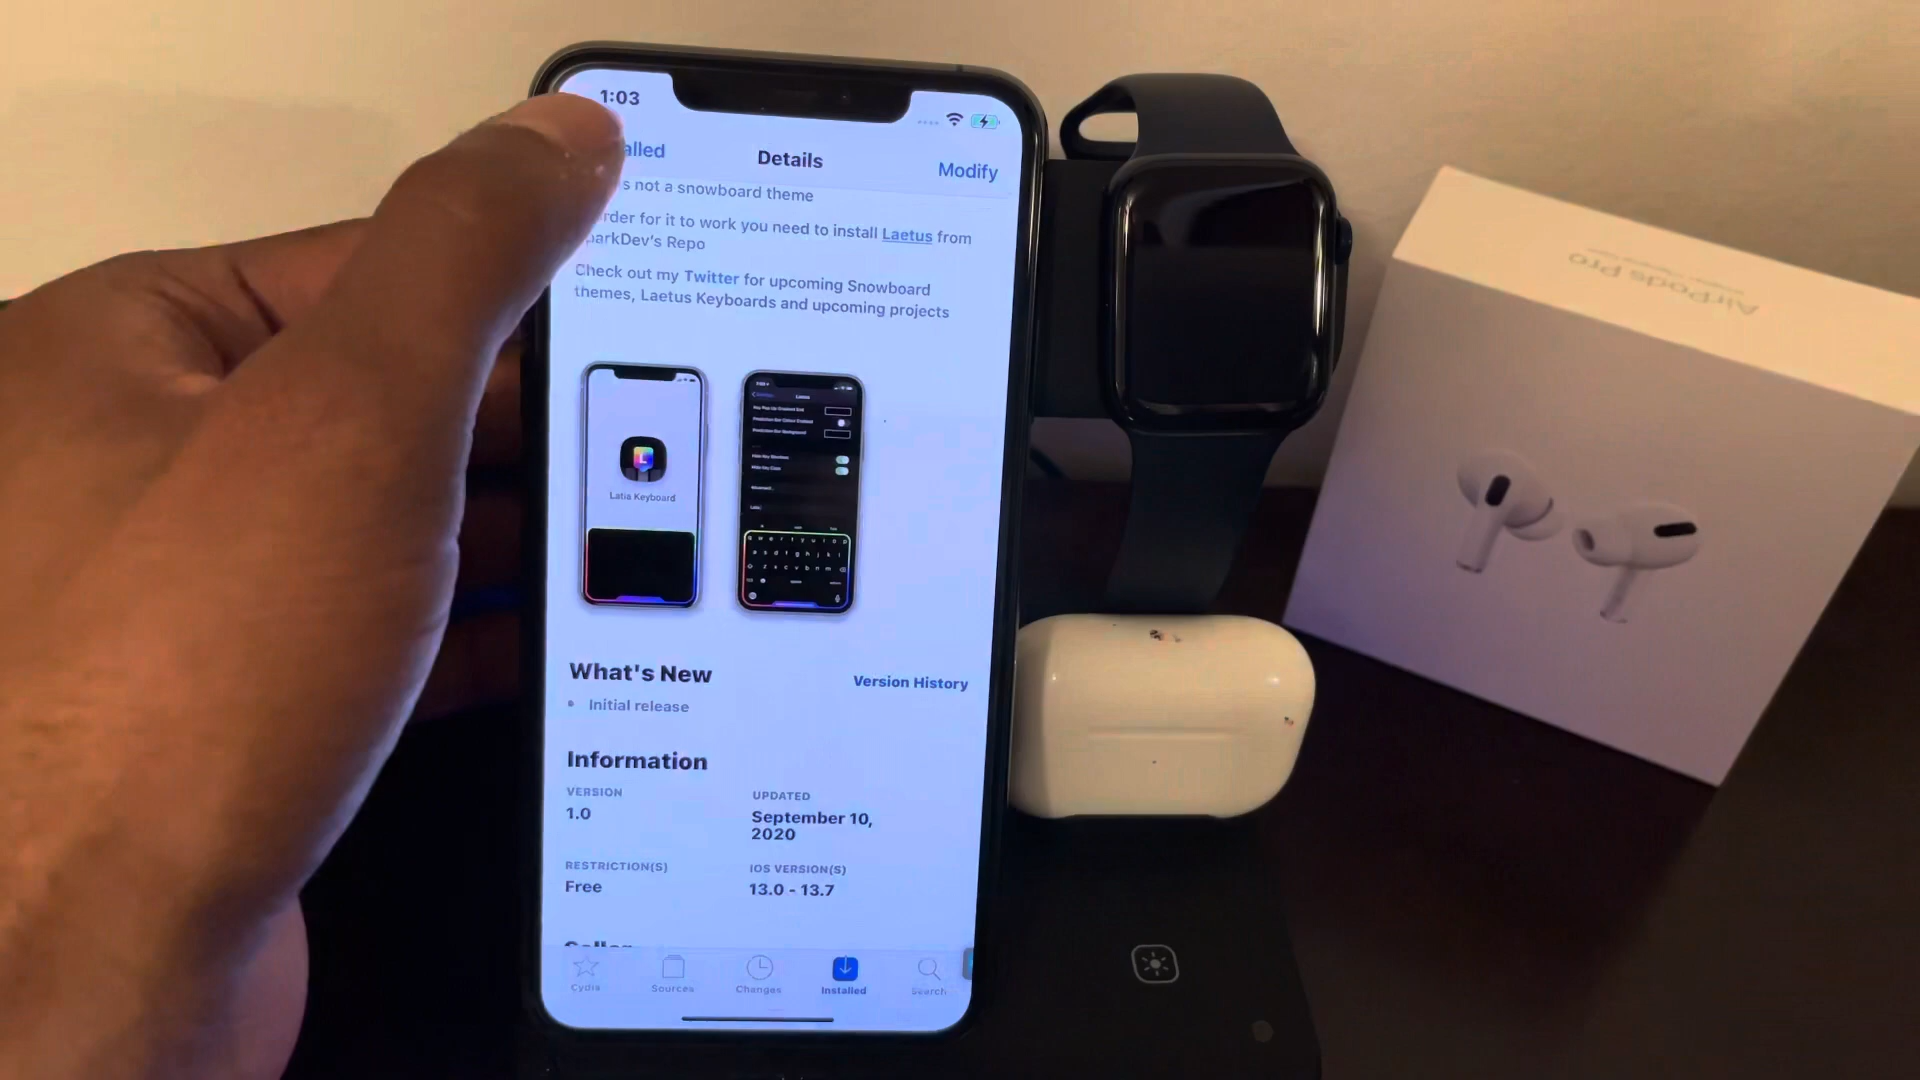 1:03
alled
Details
Modify
s not a snowboard theme
rder for it to work you need to install Laetus from
parkDev's Repo
Check out my Twitter for upcoming Snowboard
themes, Laetus Keyboards and upcoming projects
Latia Keyboard
What's New
Version History
Initial release
Information
VERSION
1.0
UPDATED
September 10,
2020
RESTRICTION(S)
Free
IOS VERSION(S)
13.0 - 13.7
Cydia
Sources
Changes
Installed
Search
AirPods Pro